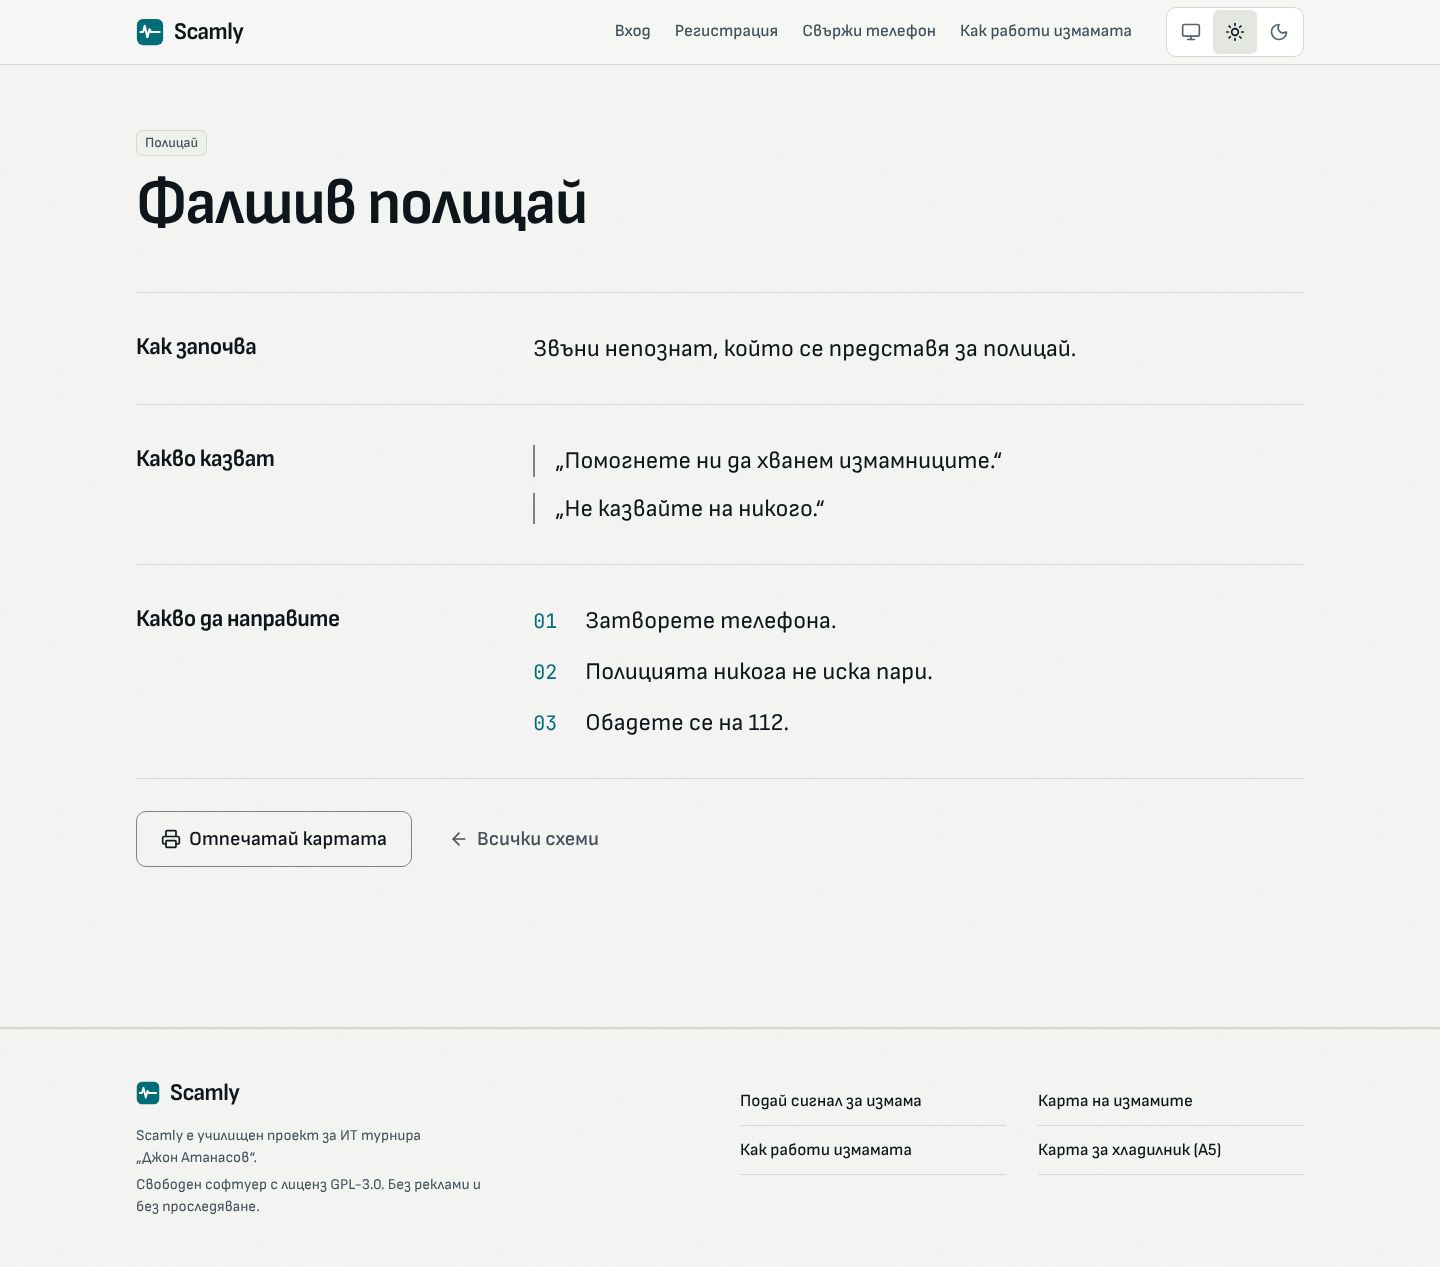 Scamly
Вход
Регистрация
Свържи телефон
Как работи измамата
Полицай
Фалшив полицай
Как започва
Звъни непознат, който се представя за полицай.
Какво казват
„Помогнете ни да хванем измамниците.“
„Не казвайте на никого.“
Какво да направите
01 Затворете телефона.
02 Полицията никога не иска пари.
03 Обадете се на 112.
Отпечатай картата
Всички схеми
Scamly
Scamly е училищен проект за ИТ турнира
„Джон Атанасов“.
Свободен софтуер с лиценз GPL-3.0. Без реклами и
без проследяване.
Подай сигнал за измама
Карта на измамите
Как работи измамата
Карта за хладилник (A5)